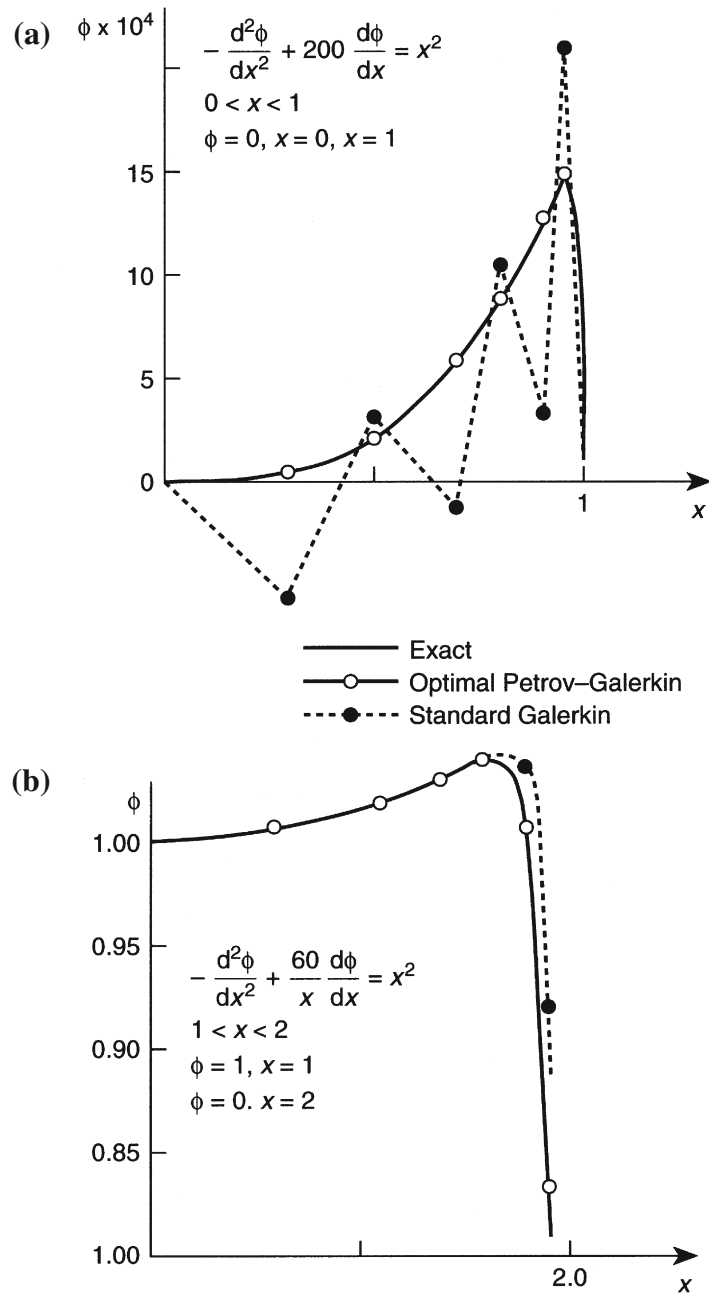 (a)
ϕ x 10⁴
− d²ϕ/dx² + 200 dϕ/dx = x²
0 < x < 1
ϕ = 0, x = 0, x = 1
15
10
5
0
1
x
Exact
Optimal Petrov–Galerkin
Standard Galerkin
(b)
ϕ
1.00
0.95
− d²ϕ/dx² + 60/x dϕ/dx = x²
1 < x < 2
0.90
ϕ = 1, x = 1
ϕ = 0. x = 2
0.85
1.00
2.0
x